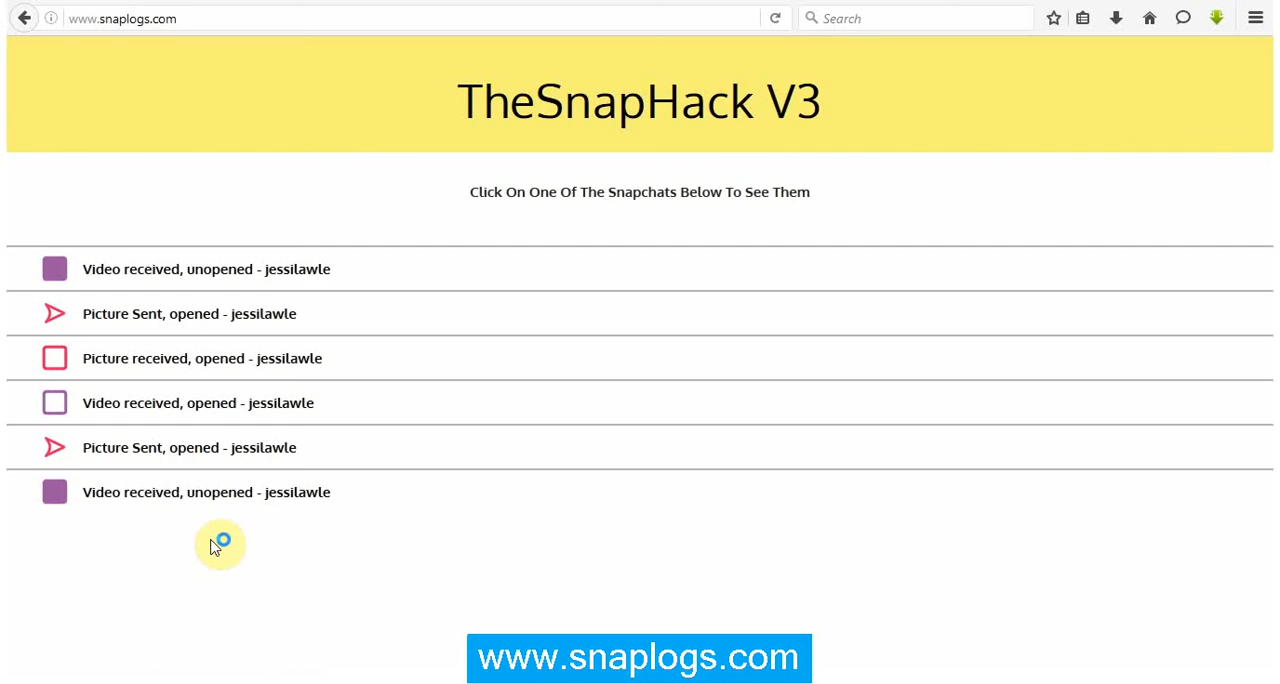 www.snaplogs.com
Search
TheSnapHack V3
Click On One Of The Snapchats Below To See Them
Video received, unopened - jessilawle
Picture Sent, opened - jessilawle
Picture received, opened - jessilawle
Video received, opened - jessilawle
Picture Sent, opened - jessilawle
Video received, unopened - jessilawle
www.snaplogs.com